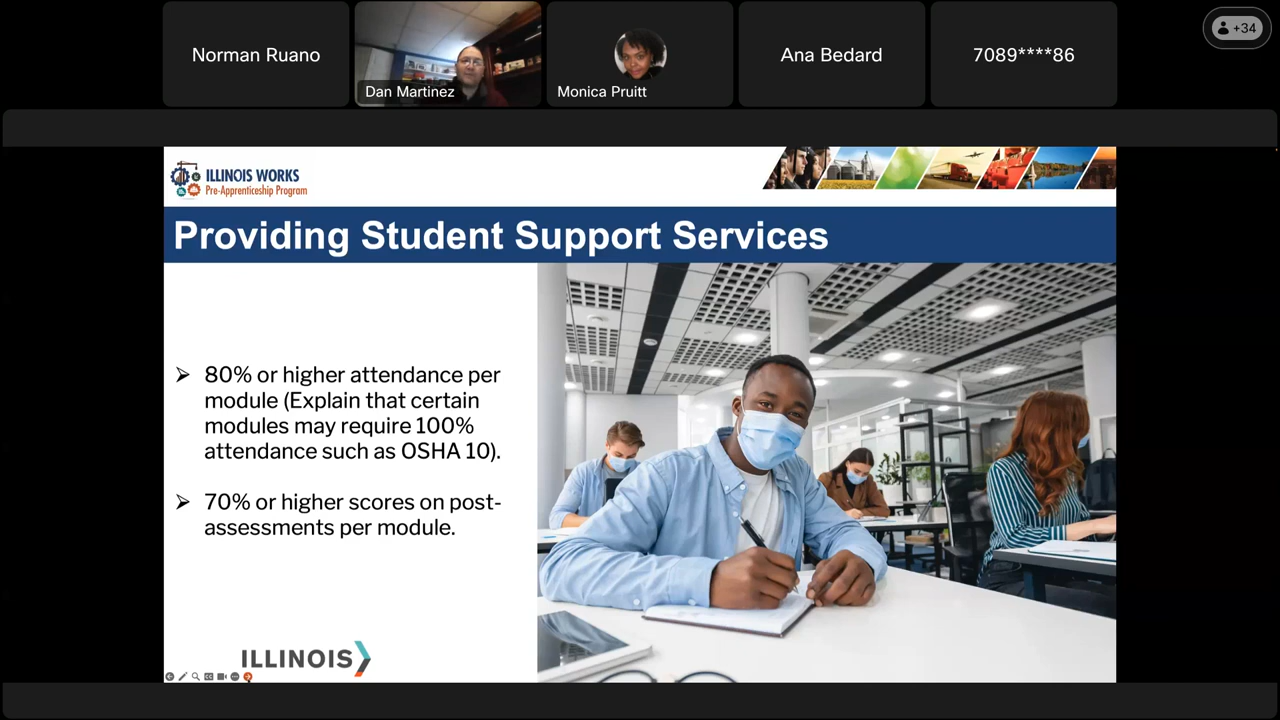 Norman Ruano
Dan Martinez
Monica Pruitt
Ana Bedard
7089****86
+34
ILLINOIS WORKS
Pre-Apprenticeship Program
Providing Student Support Services
80% or higher attendance per
module (Explain that certain
modules may require 100%
attendance such as OSHA 10).
70% or higher scores on post-
assessments per module.
ILLINOIS